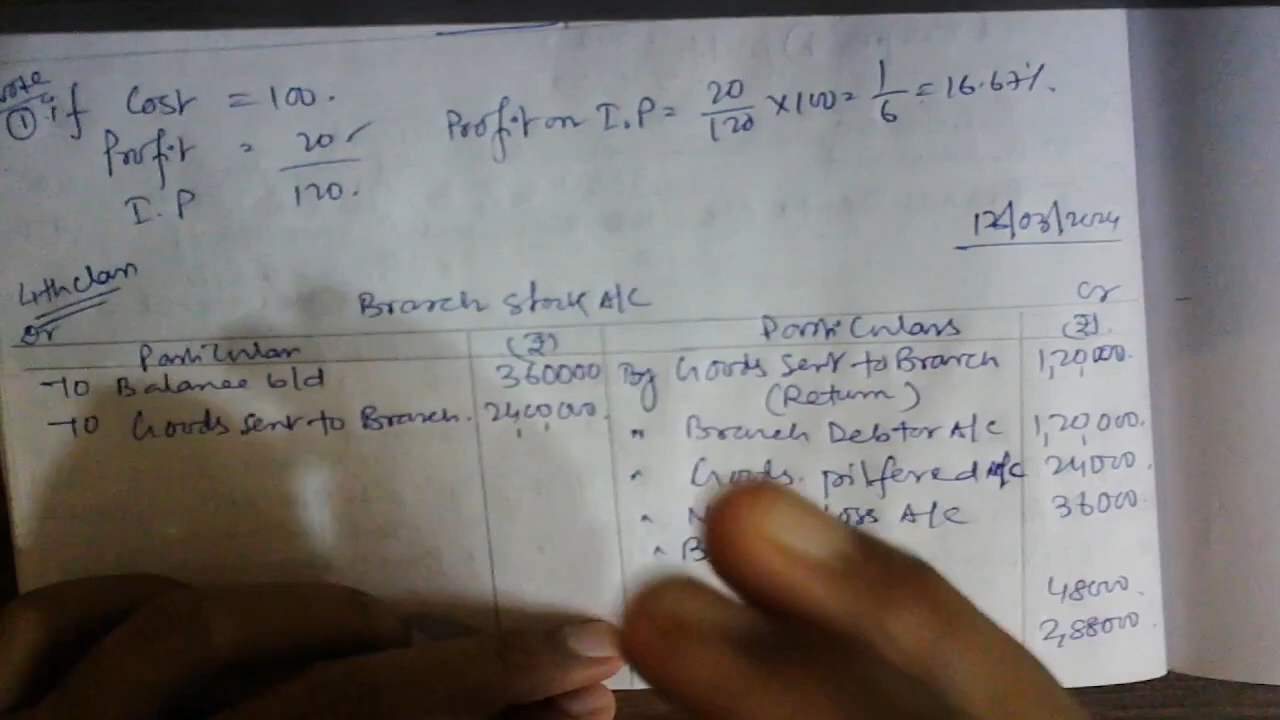 Note
① if Cost = 100.
Profit = 20
I.P 120.
Profit on I.P = 20/120 × 100 = 1/6 = 16.67%.
12/03/2024
4th class
Branch Stock A/C
Dr
Cr
Particular (₹) Particulars (₹).
To Balance b/d 360000 By Goods sent to Branch 1,20,000.
(Return)
To Goods sent to Branch. 2400000.
" Branch Debtor A/C 1,20,000.
" Goods. pilfered A/c 24000.
" Loss A/C 36000.
" B
48000.
2,88000.